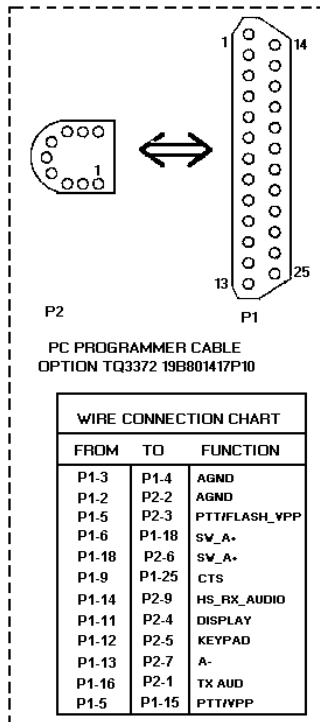 1
14
1
13
25
P2
P1
PC PROGRAMMER CABLE
OPTION TQ3372 19B801417P10
WIRE CONNECTION CHART
FROM TO FUNCTION
P1-3 P1-4 AGND
P1-2 P2-2 AGND
P1-5 P2-3 PTT/FLASH_VPP
P1-6 P1-18 SW_A+
P1-18 P2-6 SW_A+
P1-9 P1-25 CTS
P1-14 P2-9 HS_RX_AUDIO
P1-11 P2-4 DISPLAY
P1-12 P2-5 KEYPAD
P1-13 P2-7 A-
P1-16 P2-1 TX AUD
P1-5 P1-15 PTT/VPP